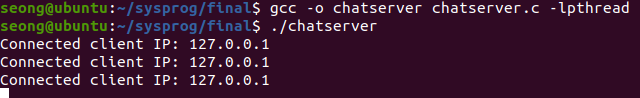 seong@ubuntu:~/sysprog/final$ gcc -o chatserver chatserver.c -lpthread
seong@ubuntu:~/sysprog/final$ ./chatserver
Connected client IP: 127.0.0.1
Connected client IP: 127.0.0.1
Connected client IP: 127.0.0.1